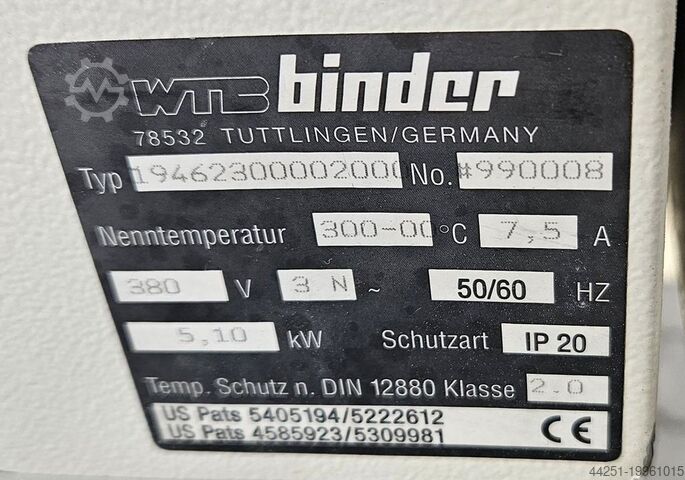 WTB binder
78532 TUTTLINGEN/GERMANY
Typ 19462300002000 No. #990008
Nenntemperatur 300-00 °C 7,5 A
380 V 3 N ~ 50/60 HZ
5,10 kW Schutzart IP 20
Temp. Schutz n. DIN 12880 Klasse 2.0
US Pats 5405194/5222612
US Pats 4585923/5309981 CE
44251-19961015